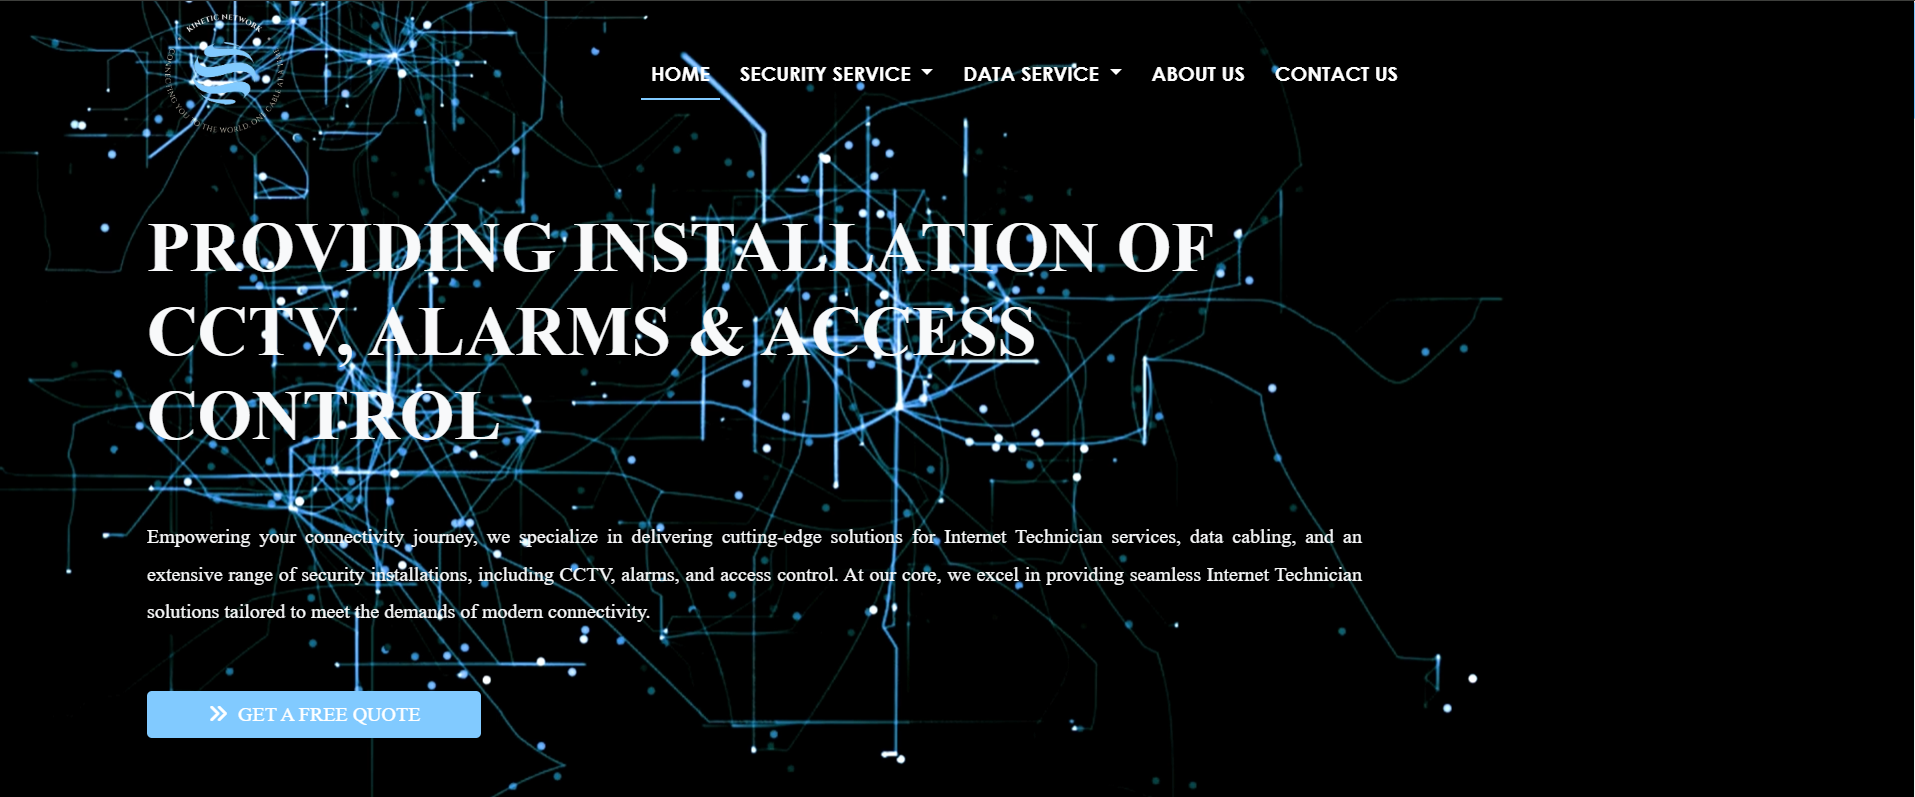 KINETIC NETWORK
CONNECTING YOU TO THE WORLD, ONE CABLE AT A TIME
HOME
SECURITY SERVICE
DATA SERVICE
ABOUT US
CONTACT US
PROVIDING INSTALLATION OF
CCTV, ALARMS & ACCESS
CONTROL
Empowering your connectivity journey, we specialize in delivering cutting-edge solutions for Internet Technician services, data cabling, and an
extensive range of security installations, including CCTV, alarms, and access control. At our core, we excel in providing seamless Internet Technician
solutions tailored to meet the demands of modern connectivity.
GET A FREE QUOTE